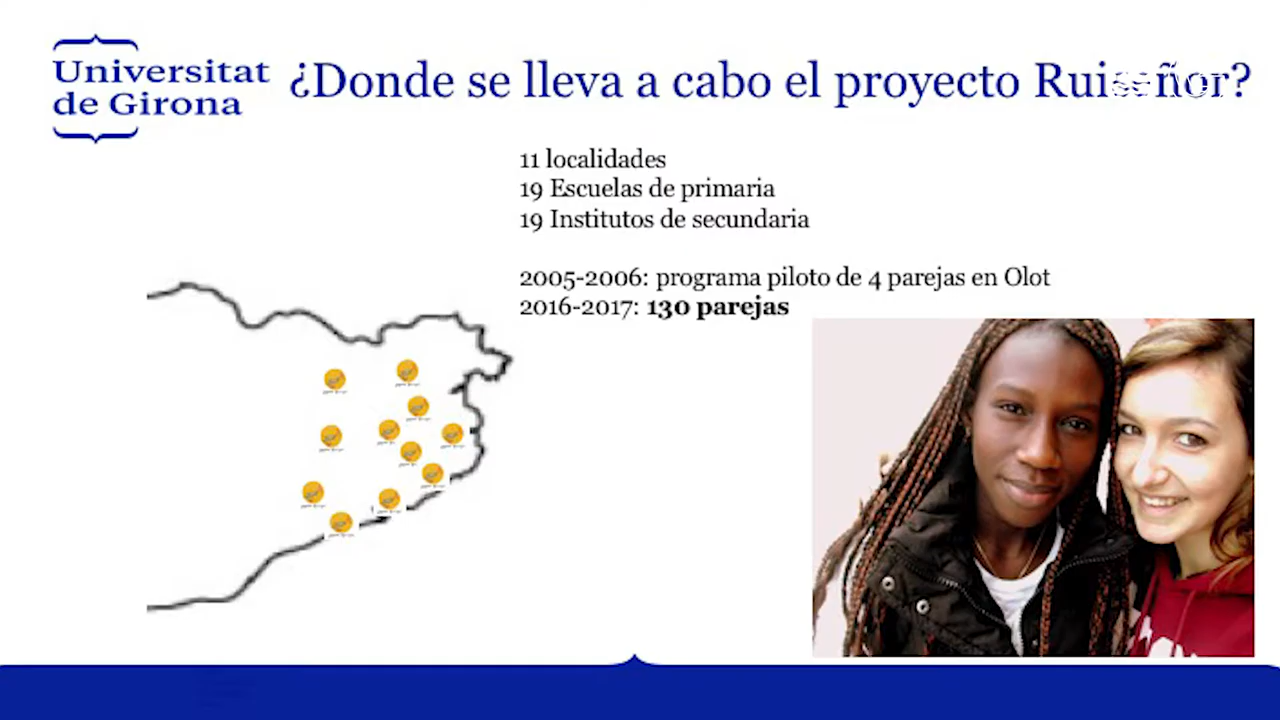 Universitat
de Girona
¿Donde se lleva a cabo el proyecto Ruiseñor?
11 localidades
19 Escuelas de primaria
19 Institutos de secundaria
2005-2006: programa piloto de 4 parejas en Olot
2016-2017: 130 parejas